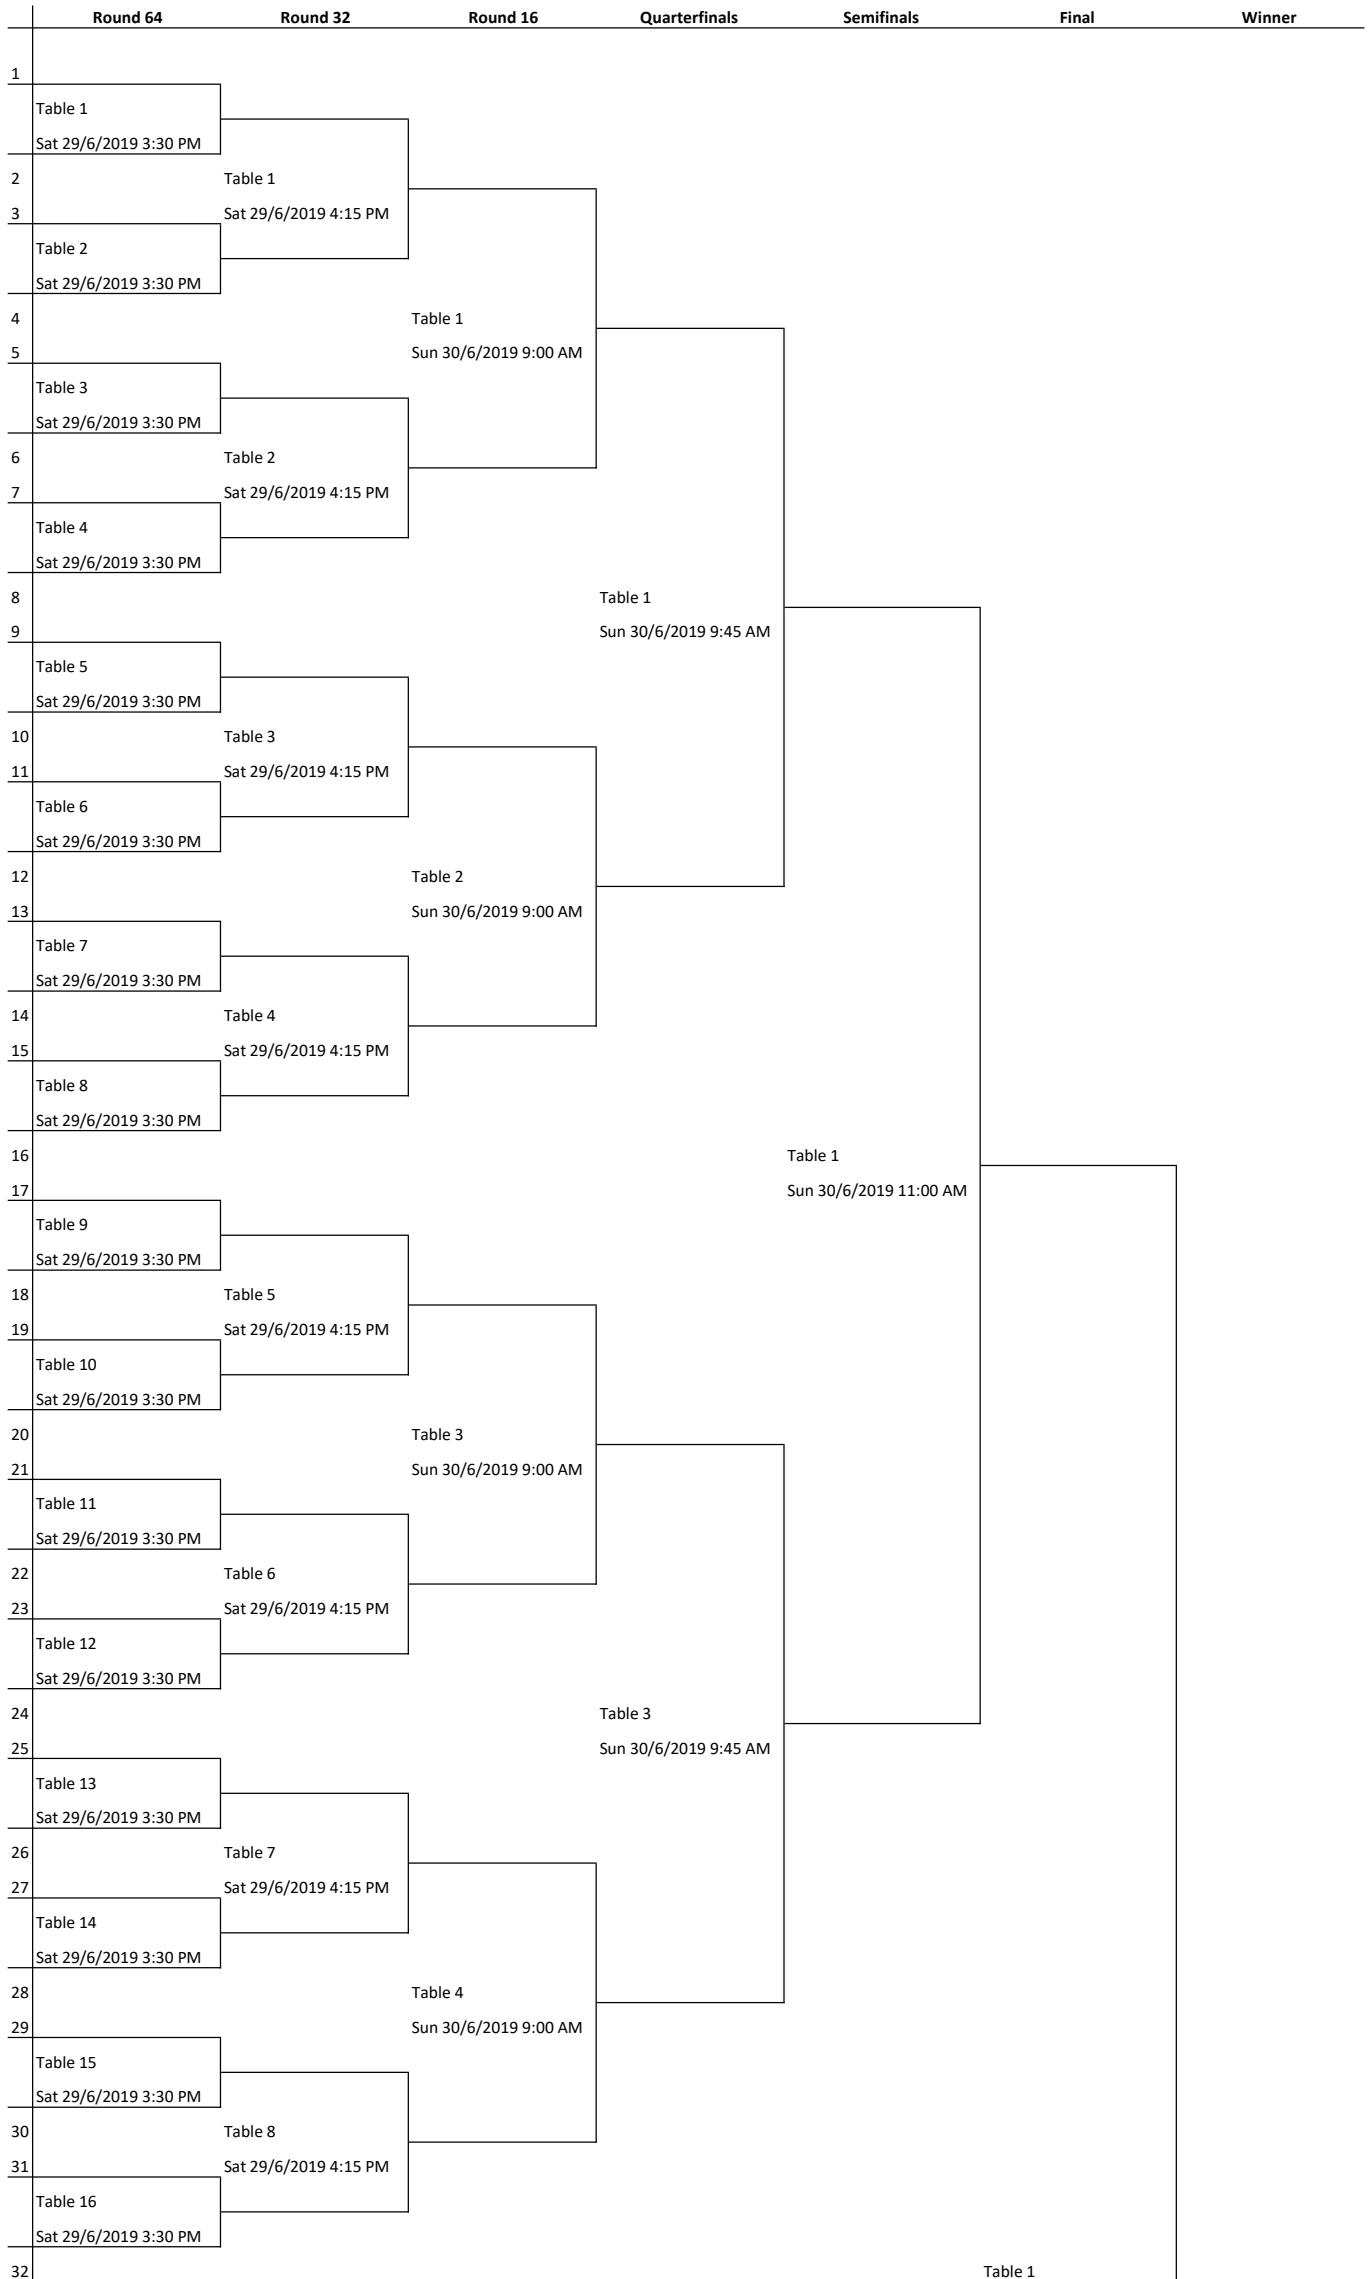 Round 64 Round 32 Round 16 Quarterfinals Semifinals Final Winner
1
Table 1
Sat 29/6/2019 3:30 PM
2 Table 1
3 Sat 29/6/2019 4:15 PM
Table 2
Sat 29/6/2019 3:30 PM
4 Table 1
5 Sun 30/6/2019 9:00 AM
Table 3
Sat 29/6/2019 3:30 PM
6 Table 2
7 Sat 29/6/2019 4:15 PM
Table 4
Sat 29/6/2019 3:30 PM
8 Table 1
9 Sun 30/6/2019 9:45 AM
Table 5
Sat 29/6/2019 3:30 PM
10 Table 3
11 Sat 29/6/2019 4:15 PM
Table 6
Sat 29/6/2019 3:30 PM
12 Table 2
13 Sun 30/6/2019 9:00 AM
Table 7
Sat 29/6/2019 3:30 PM
14 Table 4
15 Sat 29/6/2019 4:15 PM
Table 8
Sat 29/6/2019 3:30 PM
16 Table 1
17 Sun 30/6/2019 11:00 AM
Table 9
Sat 29/6/2019 3:30 PM
18 Table 5
19 Sat 29/6/2019 4:15 PM
Table 10
Sat 29/6/2019 3:30 PM
20 Table 3
21 Sun 30/6/2019 9:00 AM
Table 11
Sat 29/6/2019 3:30 PM
22 Table 6
23 Sat 29/6/2019 4:15 PM
Table 12
Sat 29/6/2019 3:30 PM
24 Table 3
25 Sun 30/6/2019 9:45 AM
Table 13
Sat 29/6/2019 3:30 PM
26 Table 7
27 Sat 29/6/2019 4:15 PM
Table 14
Sat 29/6/2019 3:30 PM
28 Table 4
29 Sun 30/6/2019 9:00 AM
Table 15
Sat 29/6/2019 3:30 PM
30 Table 8
31 Sat 29/6/2019 4:15 PM
Table 16
Sat 29/6/2019 3:30 PM
32 Table 1